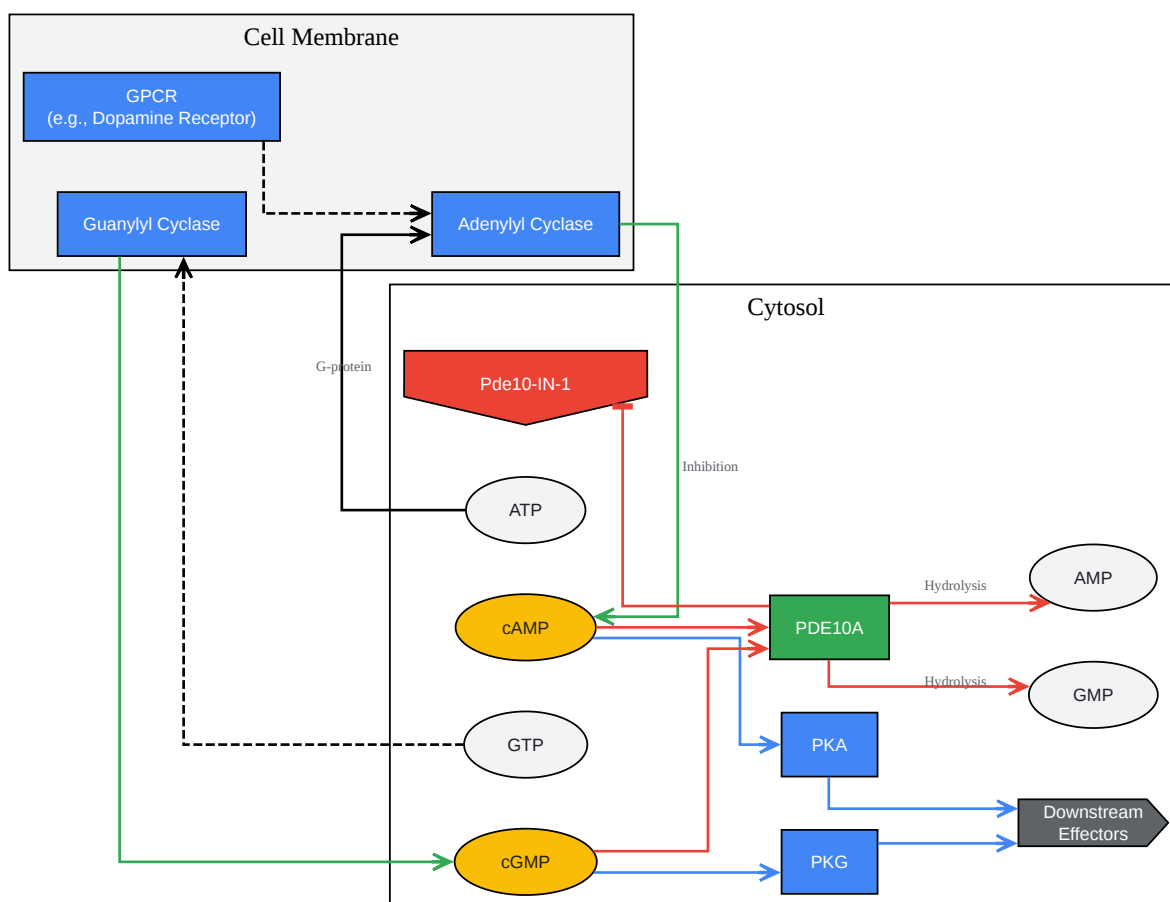 Cell Membrane
GPCR
(e.g., Dopamine Receptor)
Guanylyl Cyclase
Adenylyl Cyclase
Cytosol
G-protein
Pde10-IN-1
Inhibition
ATP
AMP
Hydrolysis
cAMP
PDE10A
Hydrolysis
GMP
GTP
PKA
Downstream
Effectors
cGMP
PKG